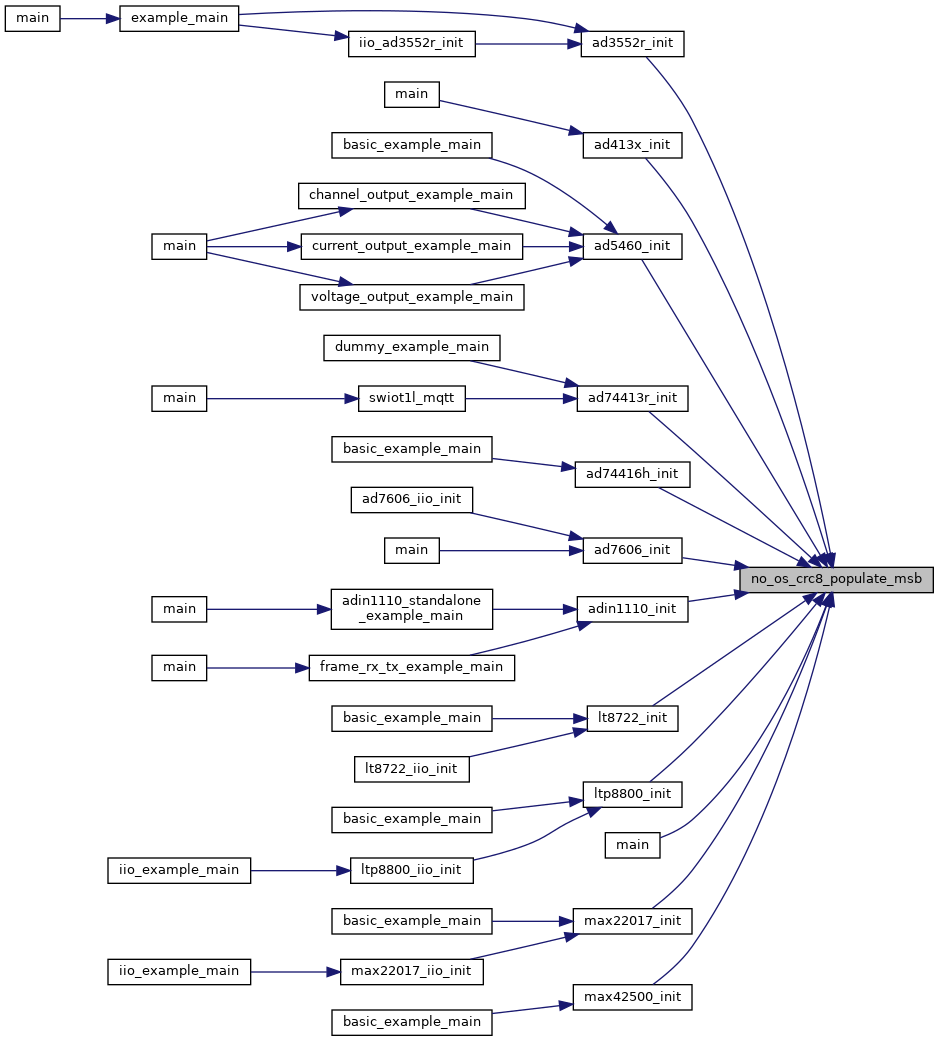 main
example_main
iio_ad3552r_init
ad3552r_init
main
ad413x_init
basic_example_main
channel_output_example_main
main
current_output_example_main
ad5460_init
voltage_output_example_main
dummy_example_main
main
swiot1l_mqtt
ad74413r_init
basic_example_main
ad74416h_init
ad7606_iio_init
main
ad7606_init
no_os_crc8_populate_msb
main
adin1110_standalone
_example_main
adin1110_init
main
frame_rx_tx_example_main
basic_example_main
lt8722_init
lt8722_iio_init
ltp8800_init
basic_example_main
main
iio_example_main
ltp8800_iio_init
basic_example_main
max22017_init
iio_example_main
max22017_iio_init
max42500_init
basic_example_main